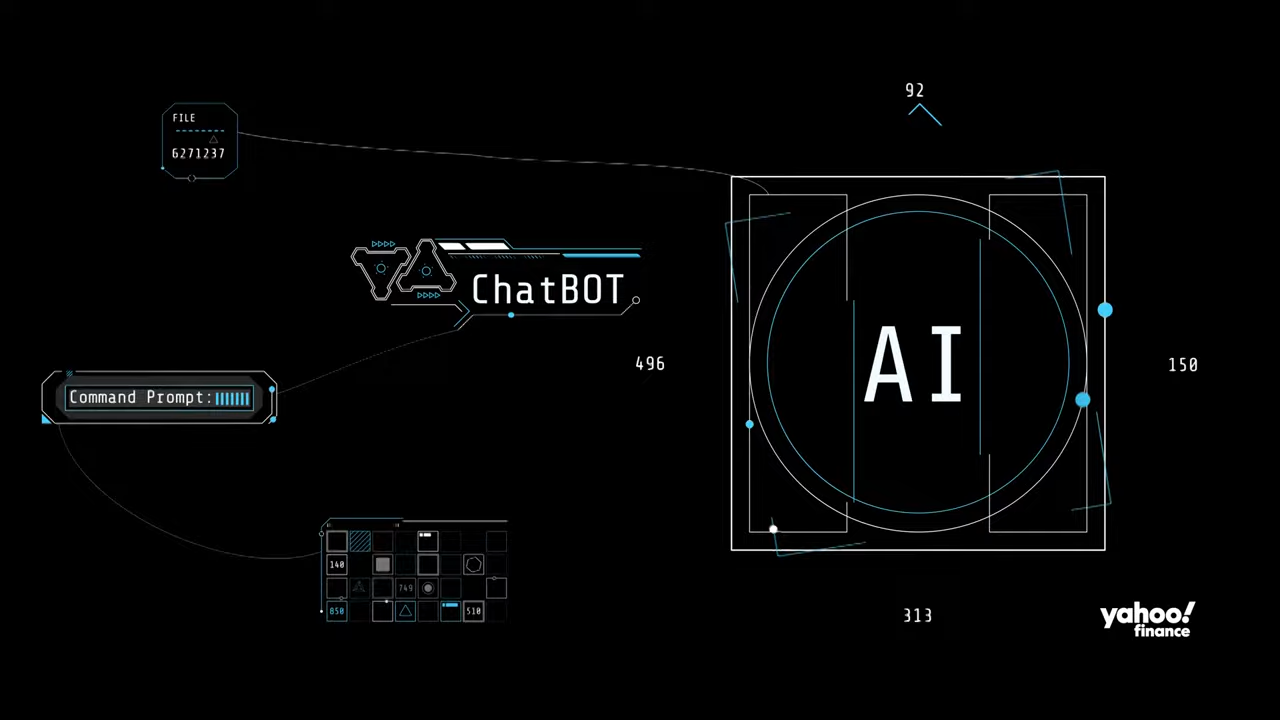 92
FILE
6271237
ChatBOT
496
AI
150
Command Prompt:
140
749
850
510
313
yahoo!
finance